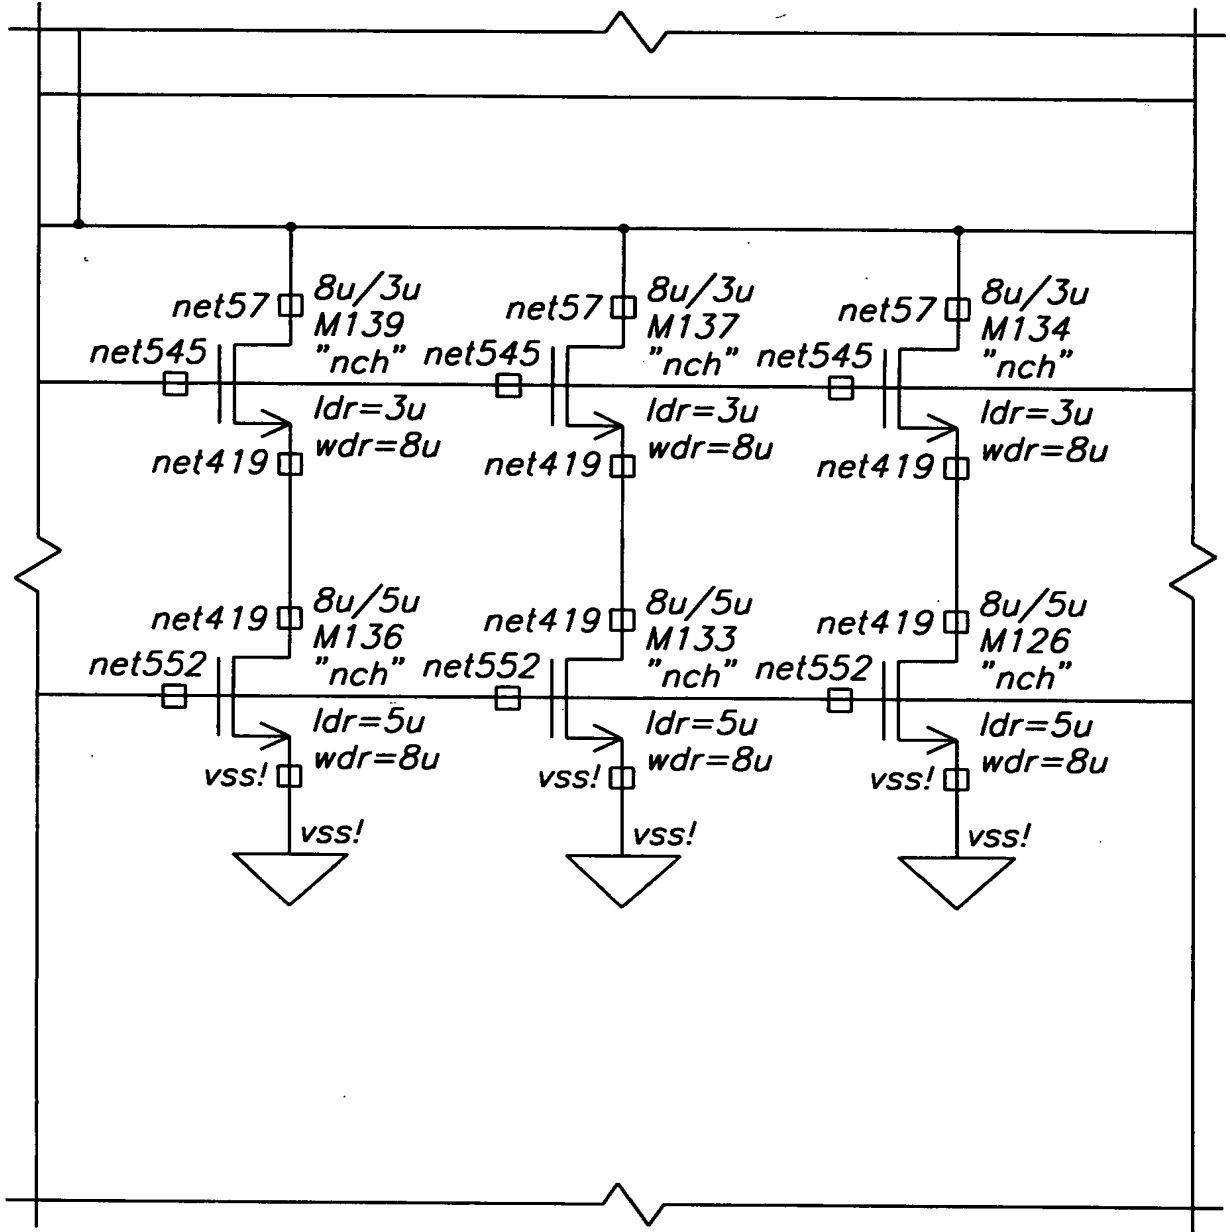 net57
8u/3u
M139
"nch"
net545
ldr=3u
wdr=8u
net419
net57
8u/3u
M137
"nch"
net545
ldr=3u
wdr=8u
net419
net57
8u/3u
M134
"nch"
net545
ldr=3u
wdr=8u
net419
net419
8u/5u
M136
"nch"
net552
ldr=5u
wdr=8u
vss!
vss!
net419
8u/5u
M133
"nch"
net552
ldr=5u
wdr=8u
vss!
vss!
net419
8u/5u
M126
"nch"
net552
ldr=5u
wdr=8u
vss!
vss!